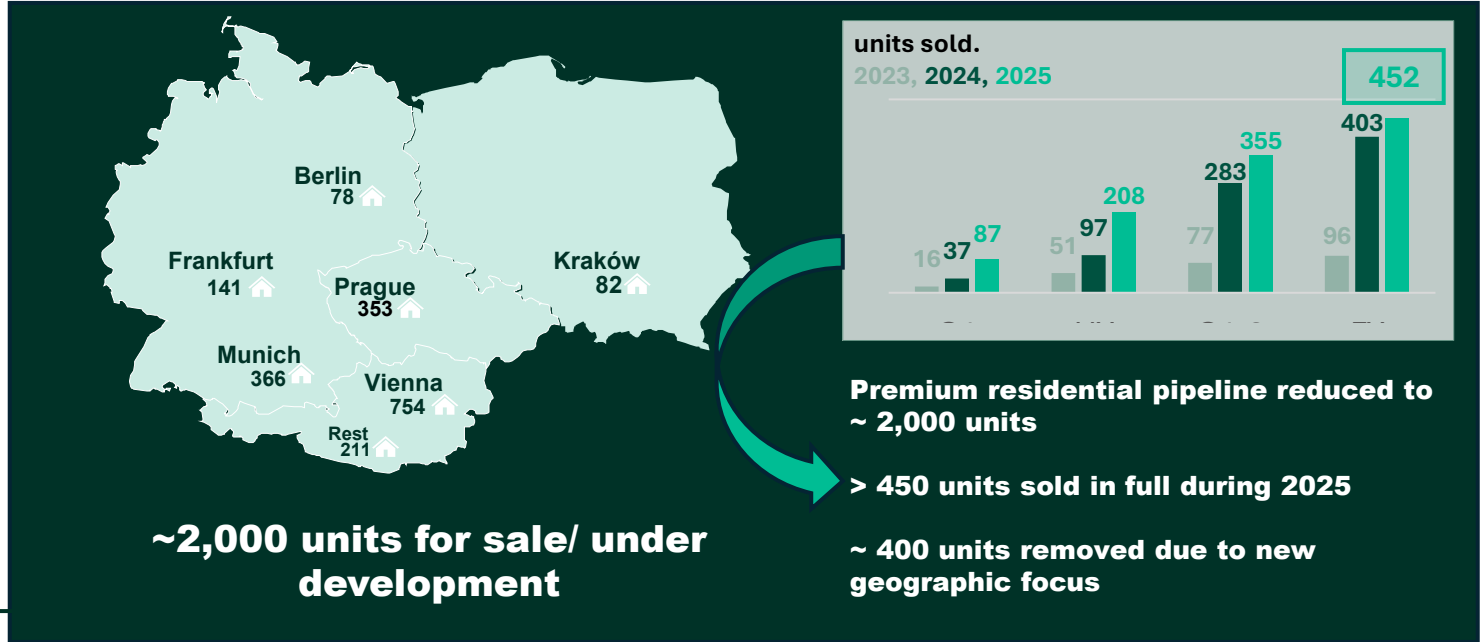 Berlin
78
Frankfurt
141
Prague
353
Kraków
82
Munich
366
Vienna
754
Rest
211
~2,000 units for sale/ under
development
units sold.
2023, 2024, 2025
452
16
37
87
51
97
208
77
283
355
96
403
Premium residential pipeline reduced to
~ 2,000 units
> 450 units sold in full during 2025
~ 400 units removed due to new
geographic focus